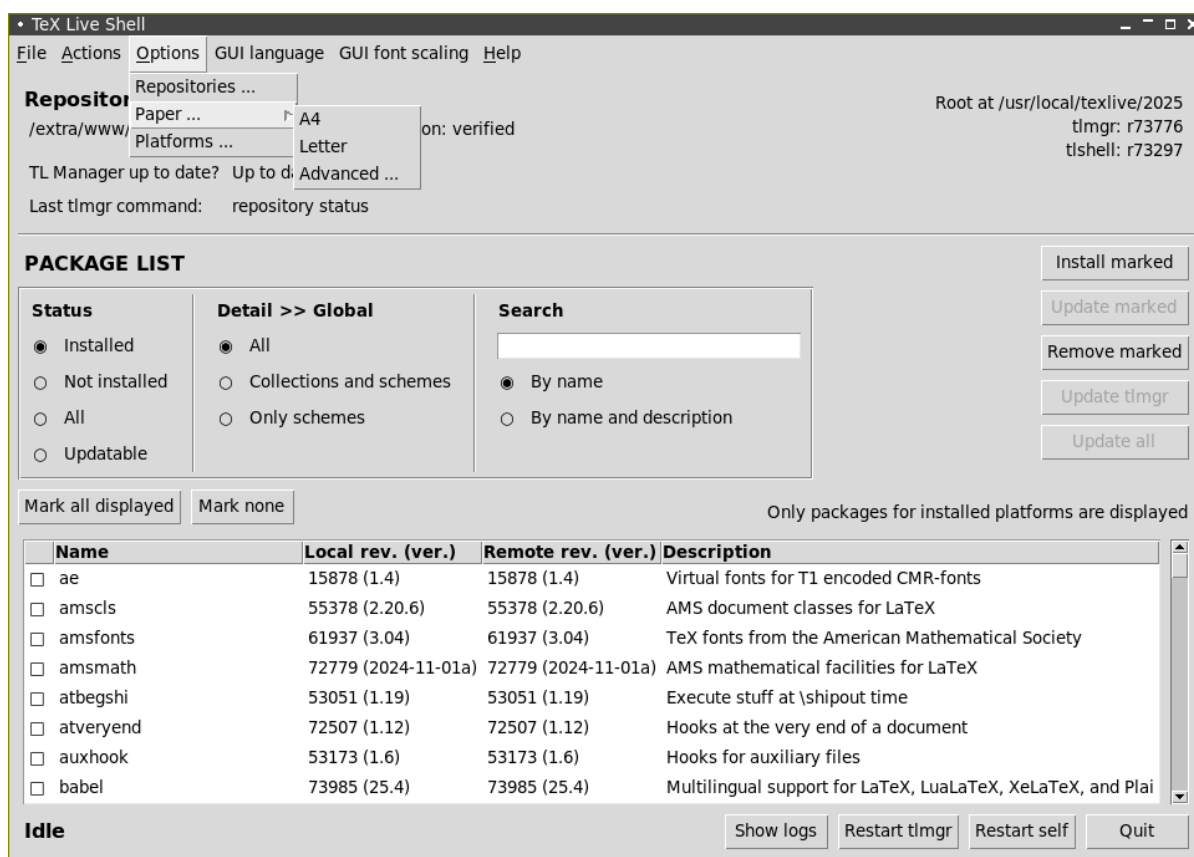 TeX Live Shell
File Actions Options GUI language GUI font scaling Help
Repositories ...
Paper ...
Platforms ...
A4
Letter
Advanced ...
Root at /usr/local/texlive/2025
/extra/www/ verified
tlmgr: r73776
tlshell: r73297
TL Manager up to date? Up to
Last tlmgr command: repository status
PACKAGE LIST
Install marked
Update marked
Remove marked
Update tlmgr
Update all
Status Detail >> Global Search
Installed All
Not installed Collections and schemes By name
All Only schemes By name and description
Updatable
Mark all displayed Mark none
Only packages for installed platforms are displayed
Name Local rev. (ver.) Remote rev. (ver.) Description
ae 15878 (1.4) 15878 (1.4) Virtual fonts for T1 encoded CMR-fonts
amscls 55378 (2.20.6) 55378 (2.20.6) AMS document classes for LaTeX
amsfonts 61937 (3.04) 61937 (3.04) TeX fonts from the American Mathematical Society
amsmath 72779 (2024-11-01a) 72779 (2024-11-01a) AMS mathematical facilities for LaTeX
atbegshi 53051 (1.19) 53051 (1.19) Execute stuff at \shipout time
atveryend 72507 (1.12) 72507 (1.12) Hooks at the very end of a document
auxhook 53173 (1.6) 53173 (1.6) Hooks for auxiliary files
babel 73985 (25.4) 73985 (25.4) Multilingual support for LaTeX, LuaLaTeX, XeLaTeX, and Plai
Idle Show logs Restart tlmgr Restart self Quit